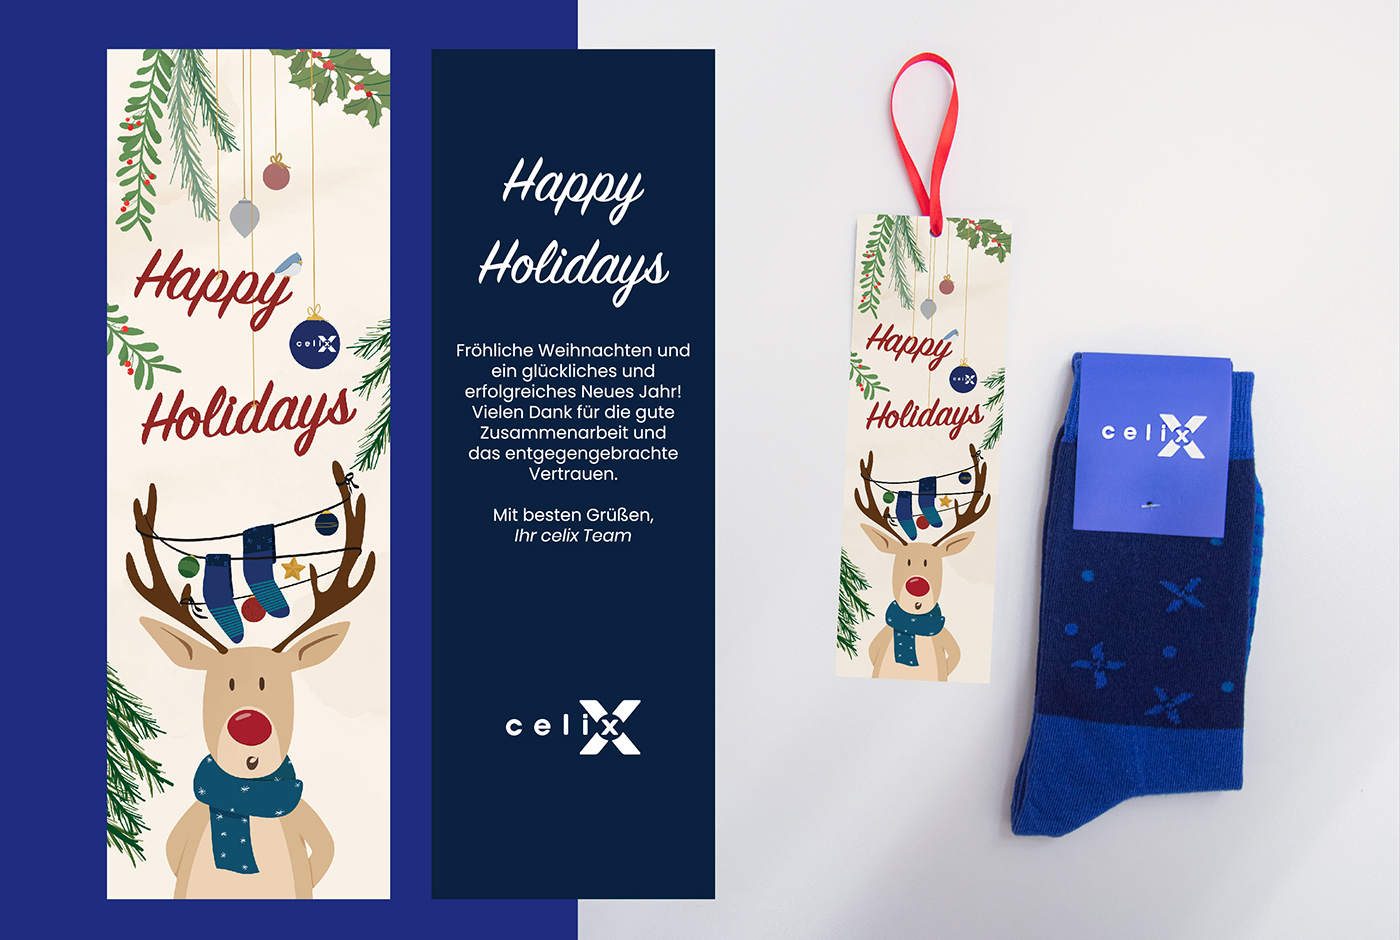 Happy
celix
Holidays
Happy
Holidays
Fröhliche Weihnachten und
ein glückliches und
erfolgreiches Neues Jahr!
Vielen Dank für die gute
Zusammenarbeit und
das entgegengebrachte
Vertrauen.
Mit besten Grüßen,
Ihr celix Team
celix
Happy
celix
Holidays
celix